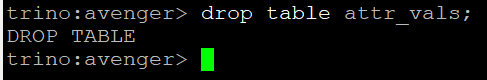 trino:avenger> drop table attr_vals;
DROP TABLE
trino:avenger>